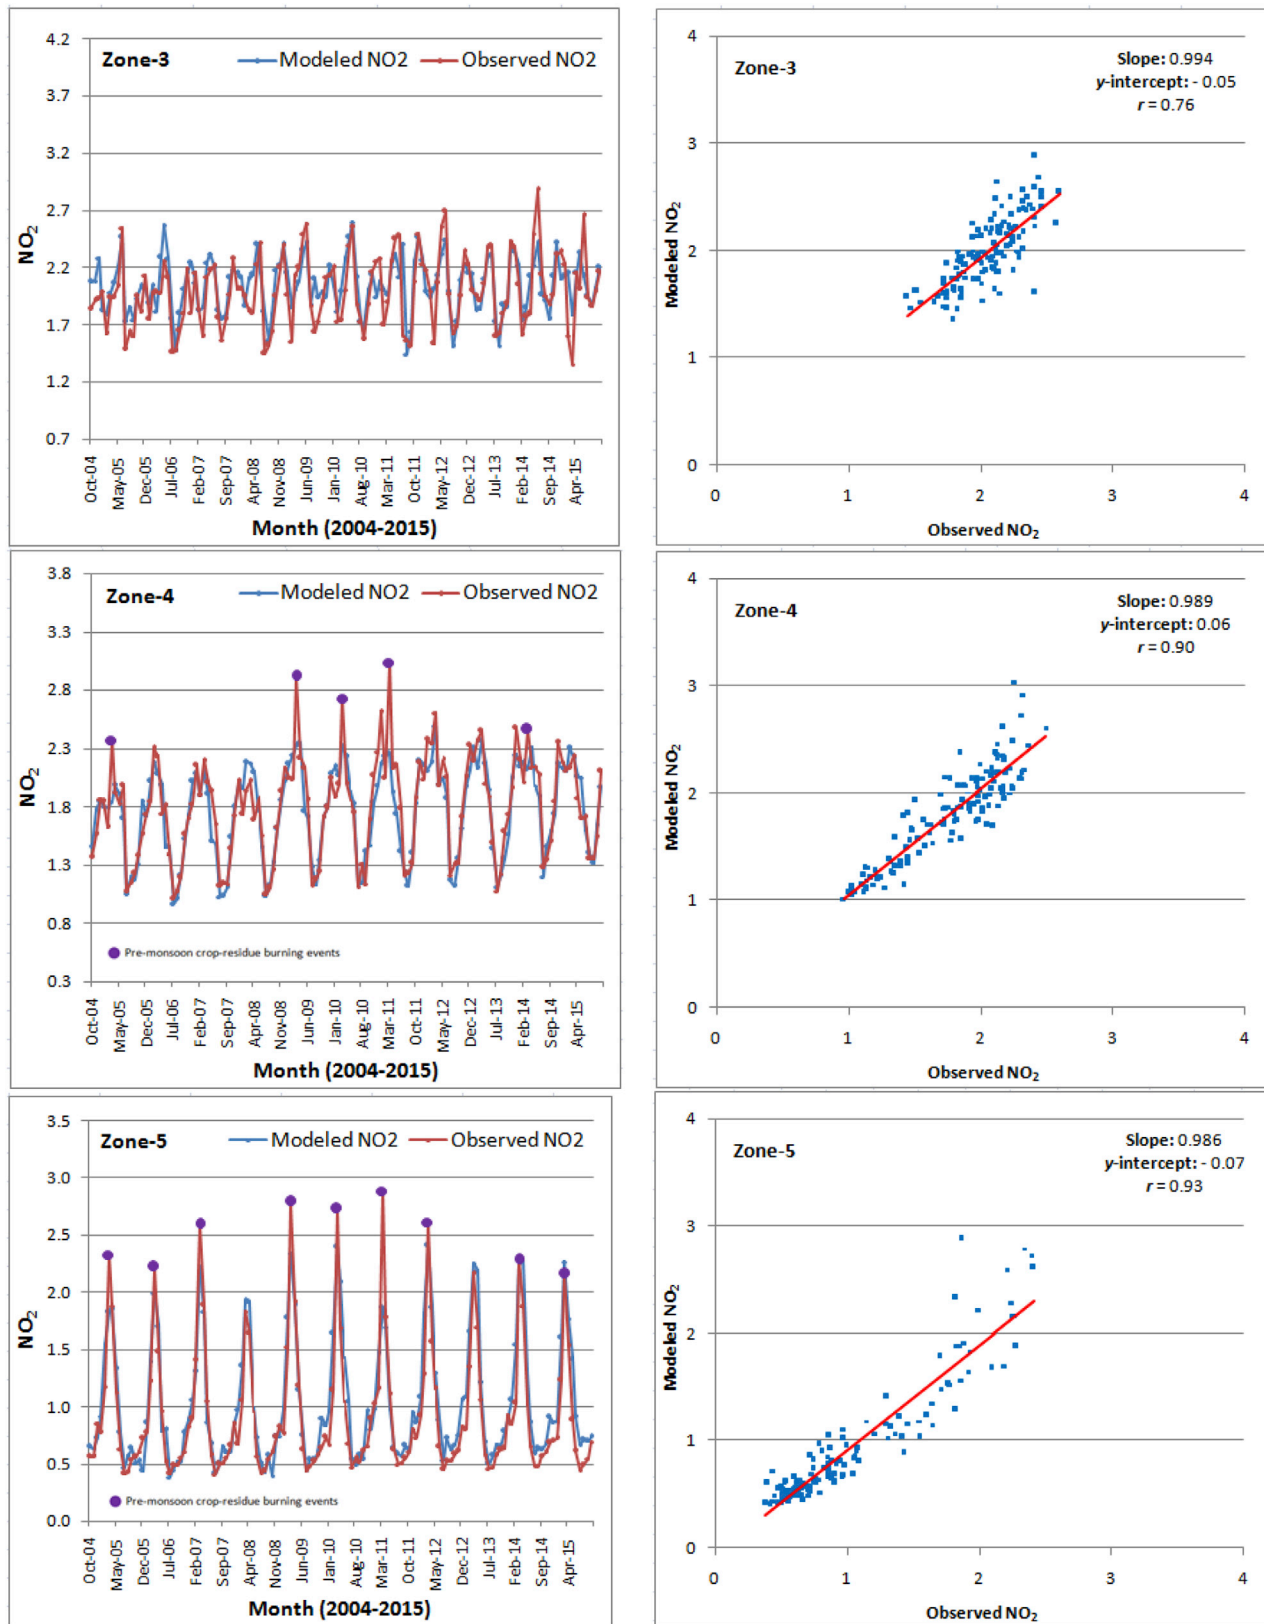 Zone-3
Modeled NO2 Observed NO2
4.2
3.7
3.2
2.7
2.2
1.7
1.2
0.7
NO₂
Oct-04 May-05 Dec-05 Jul-06 Feb-07 Sep-07 Apr-08 Nov-08 Jun-09 Jan-10 Aug-10 Mar-11 Oct-11 May-12 Dec-12 Jul-13 Feb-14 Sep-14 Apr-15
Month (2004-2015)
Zone-3
Slope: 0.994
y-intercept: - 0.05
r = 0.76
4
3
2
1
0
Modeled NO₂
0 1 2 3 4
Observed NO₂
Zone-4
Modeled NO2 Observed NO2
3.8
3.3
2.8
2.3
1.8
1.3
0.8
0.3
NO₂
Pre-monsoon crop-residue burning events
Oct-04 May-05 Dec-05 Jul-06 Feb-07 Sep-07 Apr-08 Nov-08 Jun-09 Jan-10 Aug-10 Mar-11 Oct-11 May-12 Dec-12 Jul-13 Feb-14 Sep-14 Apr-15
Month (2004-2015)
Zone-4
Slope: 0.989
y-intercept: 0.06
r = 0.90
4
3
2
1
0
Modeled NO₂
0 1 2 3 4
Observed NO₂
Zone-5
Modeled NO2 Observed NO2
3.5
3.0
2.5
2.0
1.5
1.0
0.5
0.0
NO₂
Pre-monsoon crop-residue burning events
Oct-04 May-05 Dec-05 Jul-06 Feb-07 Sep-07 Apr-08 Nov-08 Jun-09 Jan-10 Aug-10 Mar-11 Oct-11 May-12 Dec-12 Jul-13 Feb-14 Sep-14 Apr-15
Month (2004-2015)
Zone-5
Slope: 0.986
y-intercept: - 0.07
r = 0.93
4
3
2
1
0
Modeled NO₂
0 1 2 3 4
Observed NO₂